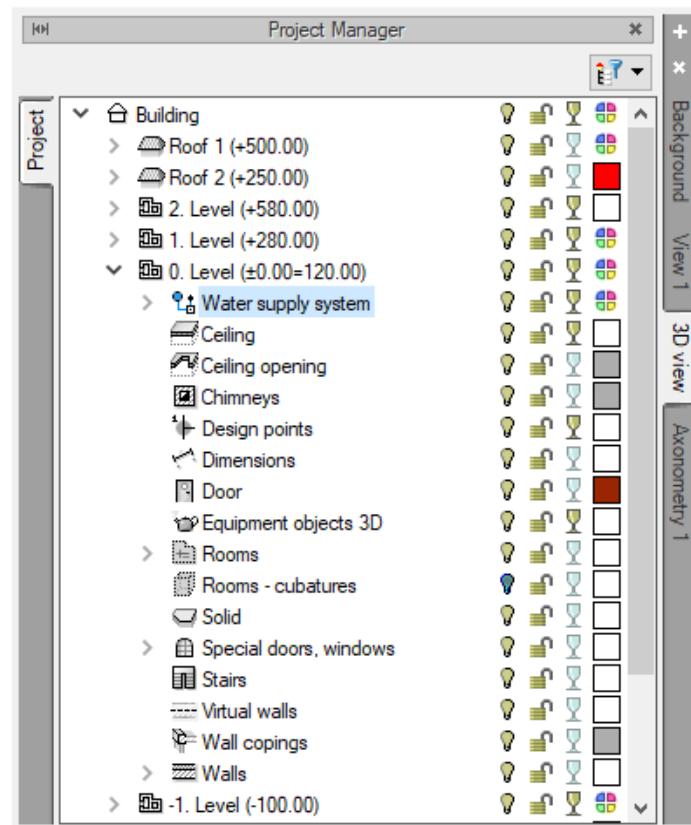 Project Manager
Project
Building
Roof 1 (+500.00)
Roof 2 (+250.00)
2. Level (+580.00)
1. Level (+280.00)
0. Level (±0.00=120.00)
Water supply system
Ceiling
Ceiling opening
Chimneys
Design points
Dimensions
Door
Equipment objects 3D
Rooms
Rooms - cubatures
Solid
Special doors, windows
Stairs
Virtual walls
Wall copings
Walls
-1. Level (-100.00)
Background
View 1
3D view
Axonometry 1